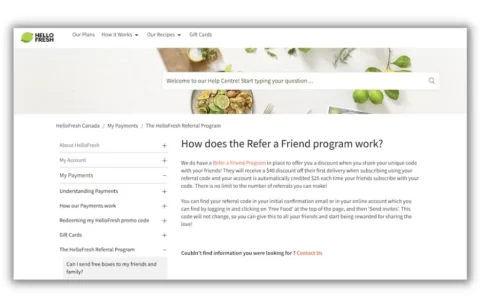 HELLO
FRESH
Our Plans How it Works Our Recipes Gift Cards
Welcome to our Help Centre! Start typing your question ...
HelloFresh Canada / My Payments / The HelloFresh Referral Program
About HelloFresh
My Account
My Payments
Understanding Payments
How our Payments work
Redeeming my HelloFresh promo code
Gift Cards
The HelloFresh Referral Program
Can I send free boxes to my friends and
family?
How does the Refer a Friend program work?
We do have a Refer a Friend Program in place to offer you a discount when you share your unique
code with your friends! They will receive a $40 discount off their first delivery when subscribing using your
referral code and your account is automatically credited $25 each time your friends subscribe with your
code. There is no limit to the number of referrals you can make!
You can find your referral code in your initial confirmation email or in your online account which you
can find by logging in and clicking on 'Free Food' at the top of the page, and then 'Send invites'. This
code will not change, so you can give this to all your friends and start being rewarded for sharing the
love!
Couldn't find information you were looking for ? Contact Us